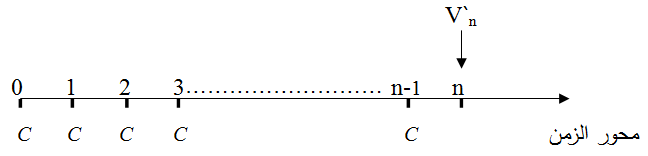 V`n
0 1 2 3........................... n-1 n
C C C C C محور الزمن